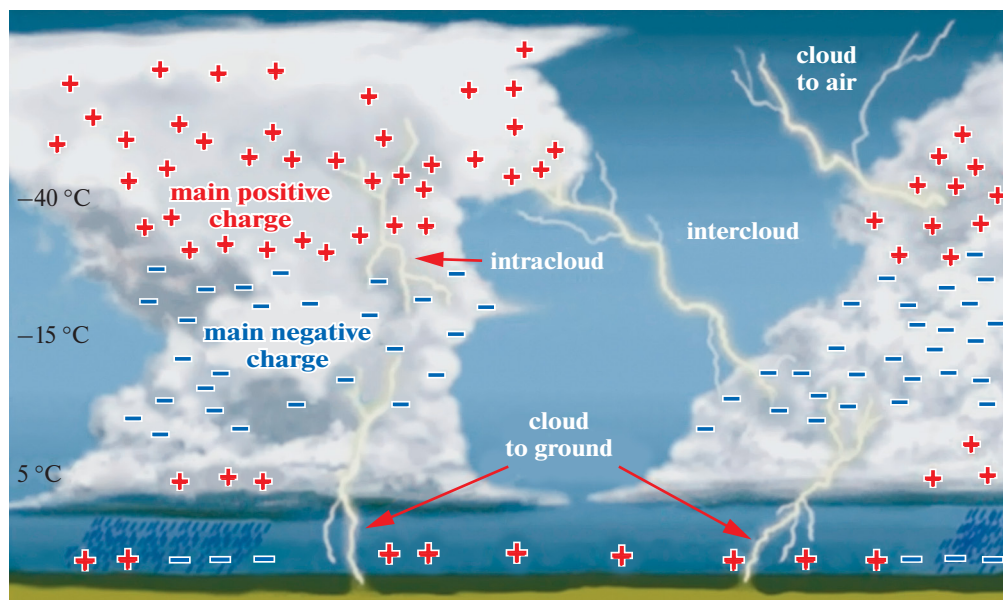 cloud
to air
−40 °C
main positive
charge
intercloud
intracloud
−15 °C
main negative
charge
cloud
to ground
5 °C